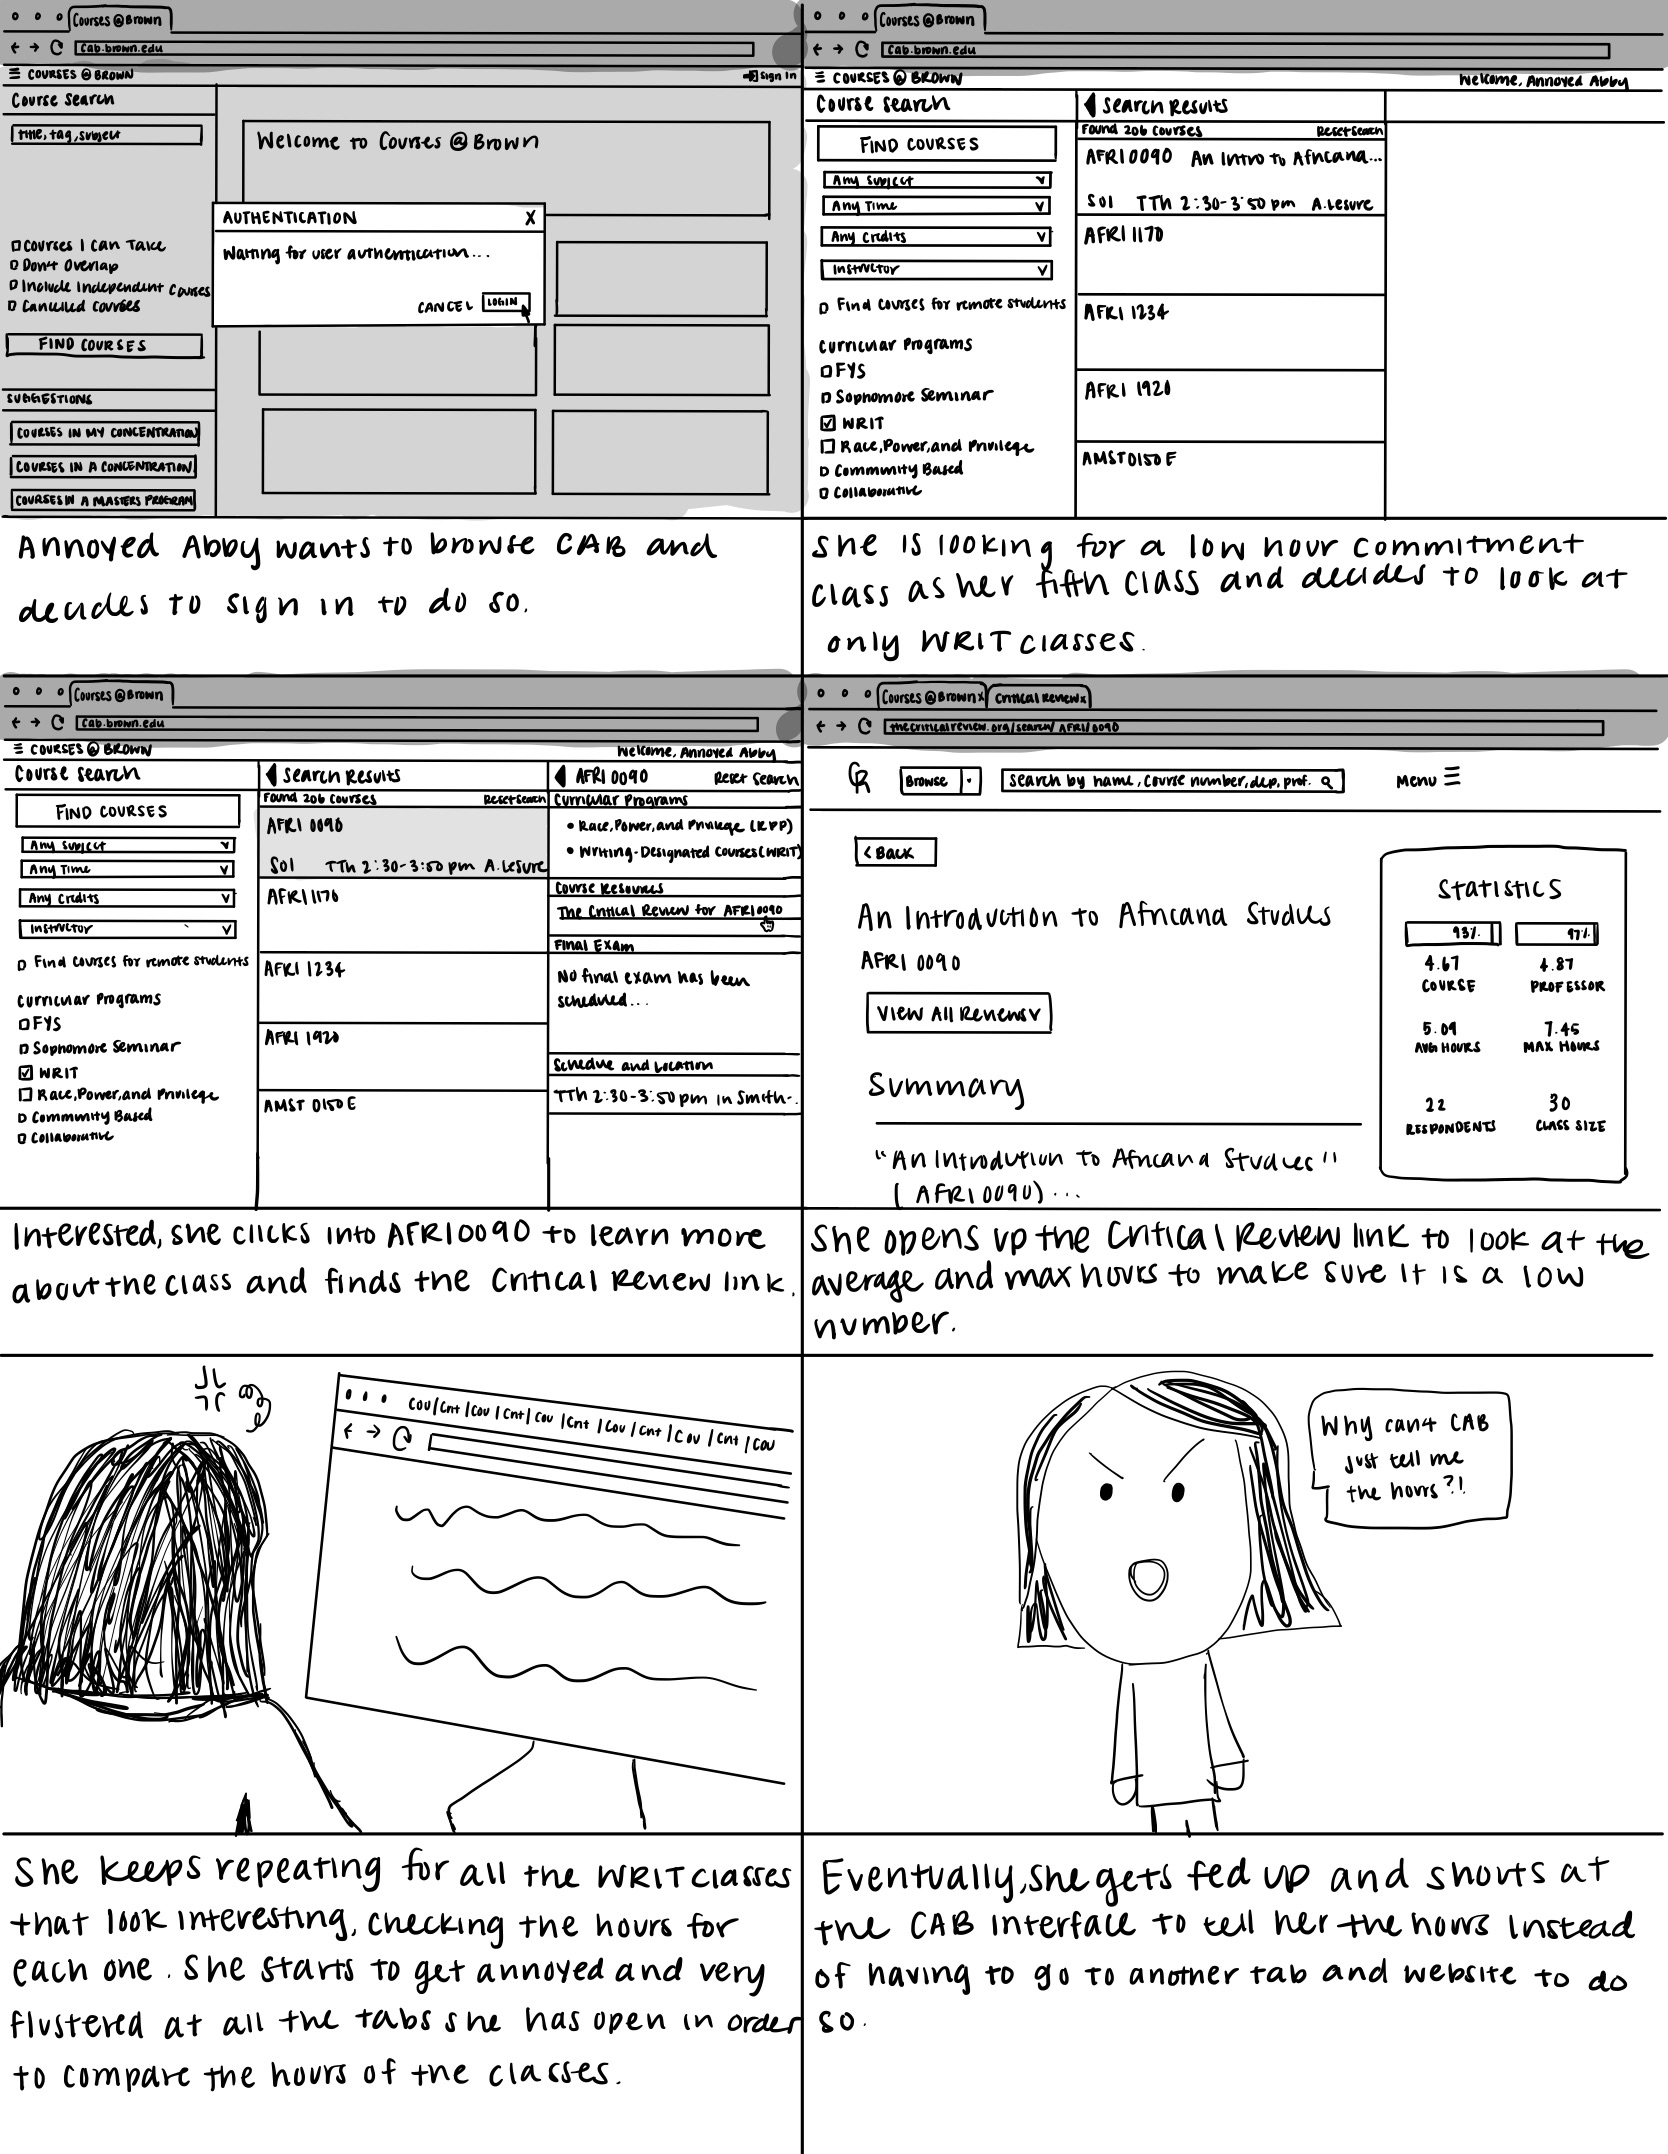 Courses @ Brown
Cab.brown.edu
COURSES @ BROWN
Sign In
Course Search
title, tag, subject
Courses I Can Take
Don't Overlap
Include Independent Courses
Cancelled Courses
FIND COURSES
SUGGESTIONS
COURSES IN MY CONCENTRATION
COURSES IN A CONCENTRATION
COURSES IN A MASTERS PROGRAM
Welcome to Courses @ Brown
AUTHENTICATION X
Waiting for user authentication...
CANCEL LOGIN
Annoyed Abby wants to browse CAB and
decides to sign in to do so.
Courses @ Brown
Cab.brown.edu
COURSES @ BROWN
Welcome, Annoyed Abby
Course Search
FIND COURSES
Any Subject
Any Time
Any Credits
Instructor
Find courses for remote students
Curricular Programs
FYS
Sophomore Seminar
WRIT
Race, Power, and Privilege
Community Based
Collaborative
Search Results
Found 206 Courses Reset Search
AFRI 0090 An Intro to Africana...
S01 TTh 2:30-3:50 pm A. Lesure
AFRI 1170
AFRI 1234
AFRI 1920
AMST 0150E
She is looking for a low hour commitment
class as her fifth class and decides to look at
only WRIT classes.
Courses @ Brown
Cab.brown.edu
COURSES @ BROWN
Welcome, Annoyed Abby
Course Search
FIND COURSES
Any Subject
Any Time
Any Credits
Instructor
Find courses for remote students
Curricular Programs
FYS
Sophomore Seminar
WRIT
Race, Power, and Privilege
Community Based
Collaborative
Search Results
Found 206 Courses Reset Search
AFRI 0090
S01 TTh 2:30-3:50 pm A. Lesure
AFRI 1170
AFRI 1234
AFRI 1920
AMST 0150E
AFRI 0090 Reset Search
Curricular Programs
• Race, Power, and Privilege (RPP)
• Writing-Designated Courses (WRIT)
Course Resources
The Critical Review for AFRI 0090
Final Exam
No final exam has been
scheduled...
Schedule and Location
TTh 2:30-3:50pm in Smith-..
Interested, she clicks into AFRI 0090 to learn more
about the class and finds the Critical Review link.
Courses @ Brown x Critical Review x
thecriticalreview.org/search/AFRI/0090
CR
Browse
Search by name, course number, dep, prof.
Menu
< Back
An Introduction to Africana Studies
AFRI 0090
View All Reviews v
Summary
"An Introdution to Africana Studies"
(AFRI 0090)...
Statistics
93% 97%
4.67 4.87
COURSE PROFESSOR
5.09 7.45
AVG HOURS MAX HOURS
22 30
RESPONDENTS CLASS SIZE
She opens up the Critical Review link to look at the
average and max hours to make sure it is a low
number.
Cou | Crit | Cou | Crit | Cou | Crit | Cou | Crit | Cou | Crit | Cou
She keeps repeating for all the WRIT classes
that look interesting, checking the hours for
each one. She starts to get annoyed and very
flustered at all the tabs she has open in order
to compare the hours of the classes.
Why can't CAB
just tell me
the hours?!
Eventually, she gets fed up and shouts at
the CAB interface to tell her the hours instead
of having to go to another tab and website to do
so.